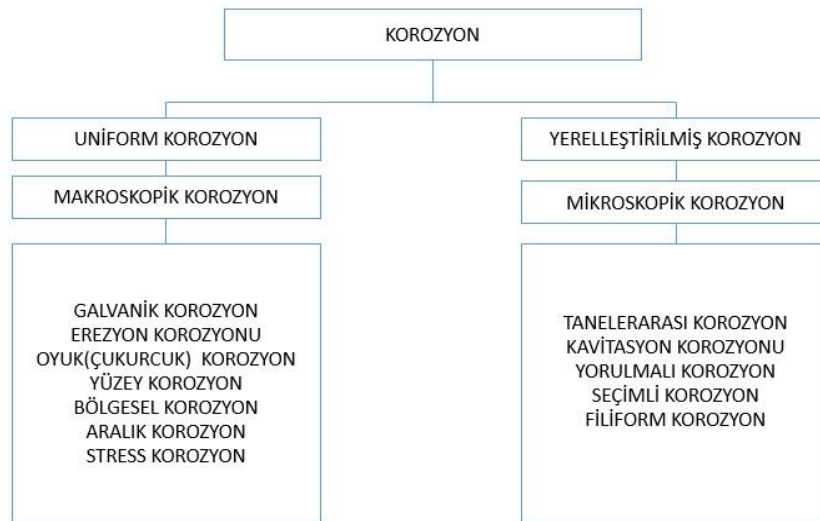 KOROZYON
UNİFORM KOROZYON
MAKROSKOPİK KOROZYON
GALVANİK KOROZYON
EREZYON KOROZYONU
OYUK(ÇUKURCUK) KOROZYON
YÜZEY KOROZYON
BÖLGESEL KOROZYON
ARALIK KOROZYON
STRESS KOROZYON
YERELLEŞTİRİLMİŞ KOROZYON
MİKROSKOPİK KOROZYON
TANELERARASI KOROZYON
KAVİTASYON KOROZYONU
YORULMALI KOROZYON
SEÇİMLİ KOROZYON
FİLİFORM KOROZYON